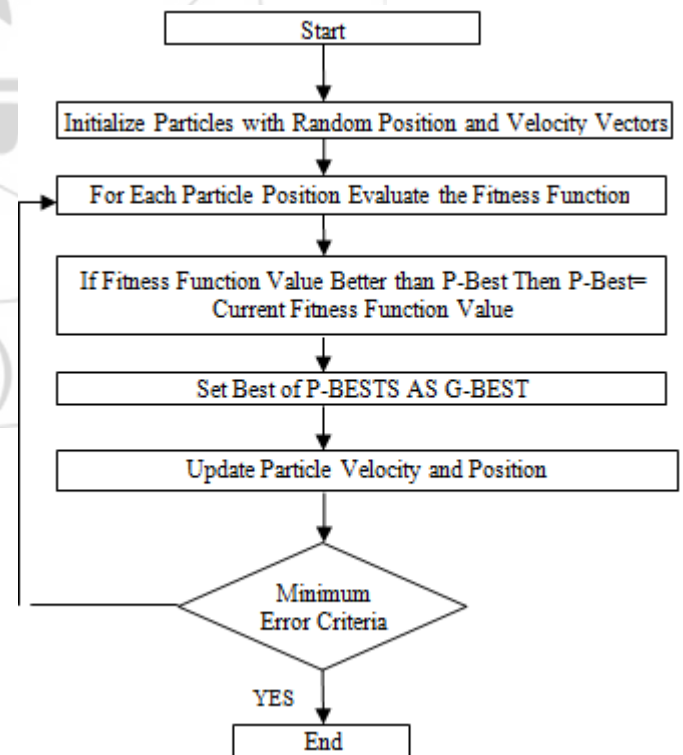 Start
Initialize Particles with Random Position and Velocity Vectors
For Each Particle Position Evaluate the Fitness Function
If Fitness Function Value Better than P-Best Then P-Best=
Current Fitness Function Value
Set Best of P-BESTS AS G-BEST
Update Particle Velocity and Position
Minimum
Error Criteria
YES
End